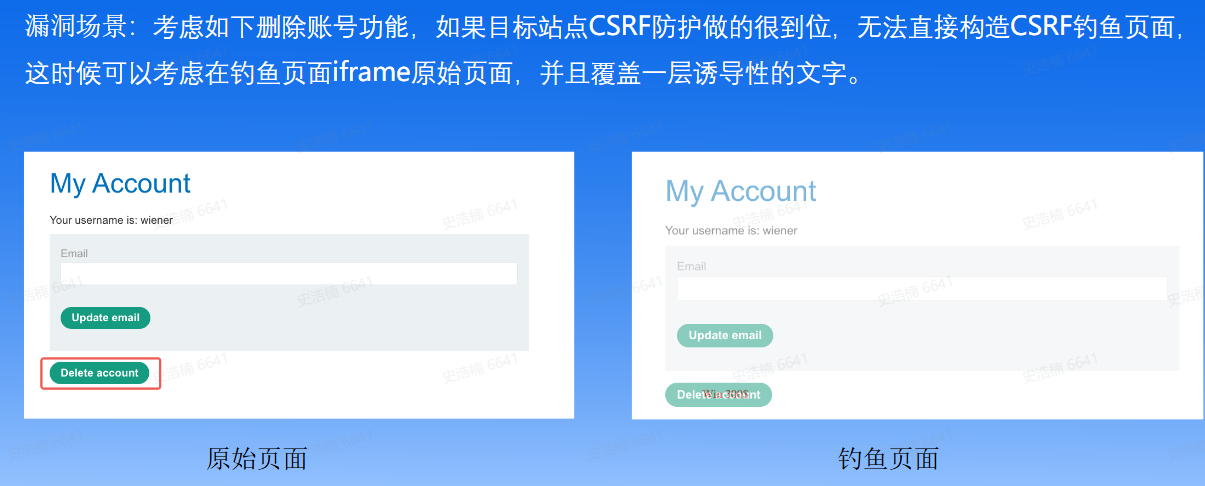 漏洞场景：考虑如下删除账号功能，如果目标站点CSRF防护做的很到位，无法直接构造CSRF钓鱼页面，
这时候可以考虑在钓鱼页面iframe原始页面，并且覆盖一层诱导性的文字。
My Account
Your username is: wiener
Email
Update email
Delete account
原始页面
My Account
Your username is: wiener
Email
Update email
Delete account
钓鱼页面
史浩楠 6641